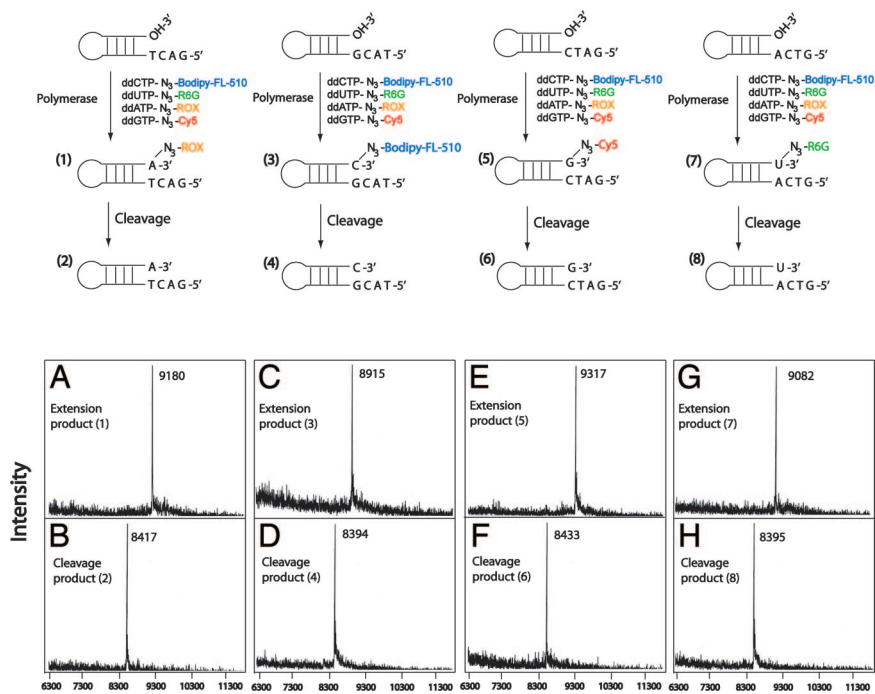 OH-3′
TCAG-5′
Polymerase
ddCTP- N3-Bodipy-FL-510
ddUTP- N3-R6G
ddATP- N3-ROX
ddGTP- N3-Cy5
(1)
N3-ROX
A-3′
TCAG-5′
Cleavage
(2)
A-3′
TCAG-5′
OH-3′
GCAT-5′
Polymerase
ddCTP- N3-Bodipy-FL-510
ddUTP- N3-R6G
ddATP- N3-ROX
ddGTP- N3-Cy5
(3)
N3-Bodipy-FL-510
C-3′
GCAT-5′
Cleavage
(4)
C-3′
GCAT-5′
OH-3′
CTAG-5′
Polymerase
ddCTP- N3-Bodipy-FL-510
ddUTP- N3-R6G
ddATP- N3-ROX
ddGTP- N3-Cy5
(5)
N3-Cy5
G-3′
CTAG-5′
Cleavage
(6)
G-3′
CTAG-5′
OH-3′
ACTG-5′
Polymerase
ddCTP- N3-Bodipy-FL-510
ddUTP- N3-R6G
ddATP- N3-ROX
ddGTP- N3-Cy5
(7)
N3-R6G
U-3′
ACTG-5′
Cleavage
(8)
U-3′
ACTG-5′
Intensity
A
9180
Extension
product (1)
C
8915
Extension
product (3)
E
9317
Extension
product (5)
G
9082
Extension
product (7)
B
8417
Cleavage
product (2)
D
8394
Cleavage
product (4)
F
8433
Cleavage
product (6)
H
8395
Cleavage
product (8)
6300 7300 8300 9300 10300 11300
6300 7300 8300 9300 10300 11300
6300 7300 8300 9300 10300 11300
6300 7300 8300 9300 10300 11300